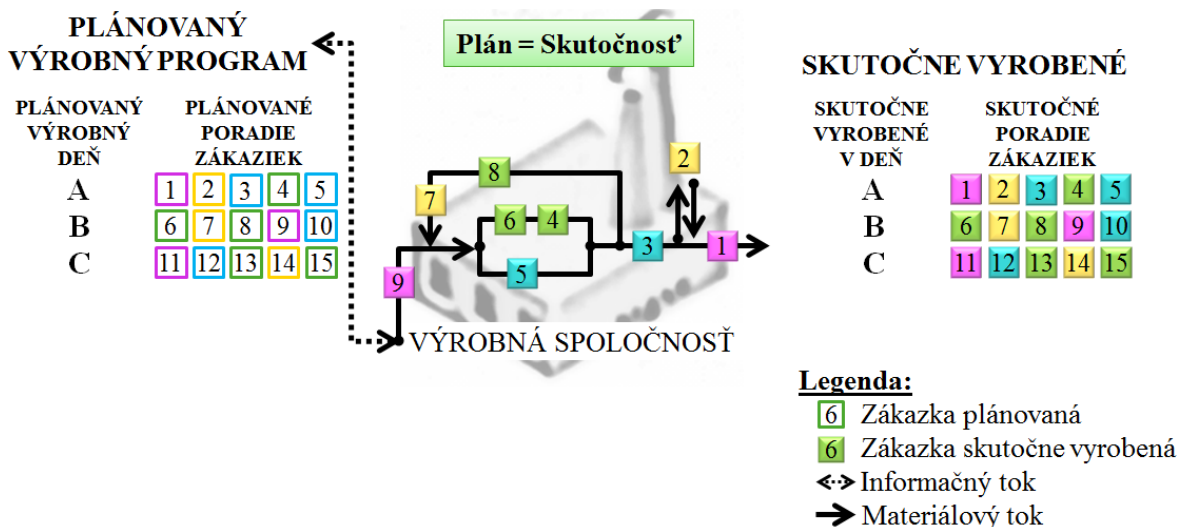 PLÁNOVANÝ
VÝROBNÝ PROGRAM
PLÁNOVANÝ
VÝROBNÝ
DEŇ
PLÁNOVANÉ
PORADIE
ZÁKAZIEK
A
1 2 3 4 5
B
6 7 8 9 10
C
11 12 13 14 15
Plán = Skutočnosť
2
8
7
6 4
3
1
5
9
VÝROBNÁ SPOLOČNOSŤ
SKUTOČNE VYROBENÉ
SKUTOČNE
VYROBENÉ
V DEŇ
SKUTOČNÉ
PORADIE
ZÁKAZIEK
A
1 2 3 4 5
B
6 7 8 9 10
C
11 12 13 14 15
Legenda:
6 Zákazka plánovaná
6 Zákazka skutočne vyrobená
Informačný tok
Materiálový tok